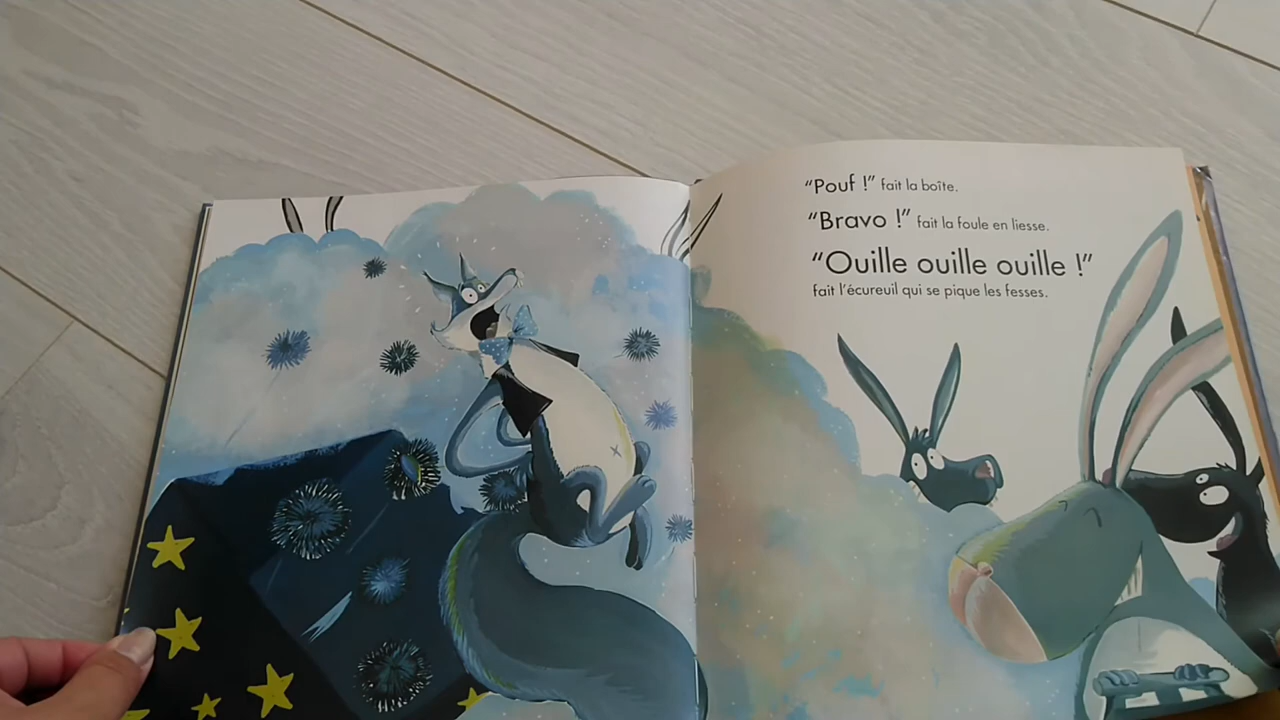 “Pouf !” fait la boîte.
“Bravo !” fait la foule en liesse.
“Ouille ouille ouille !”
fait l’écureuil qui se pique les fesses.